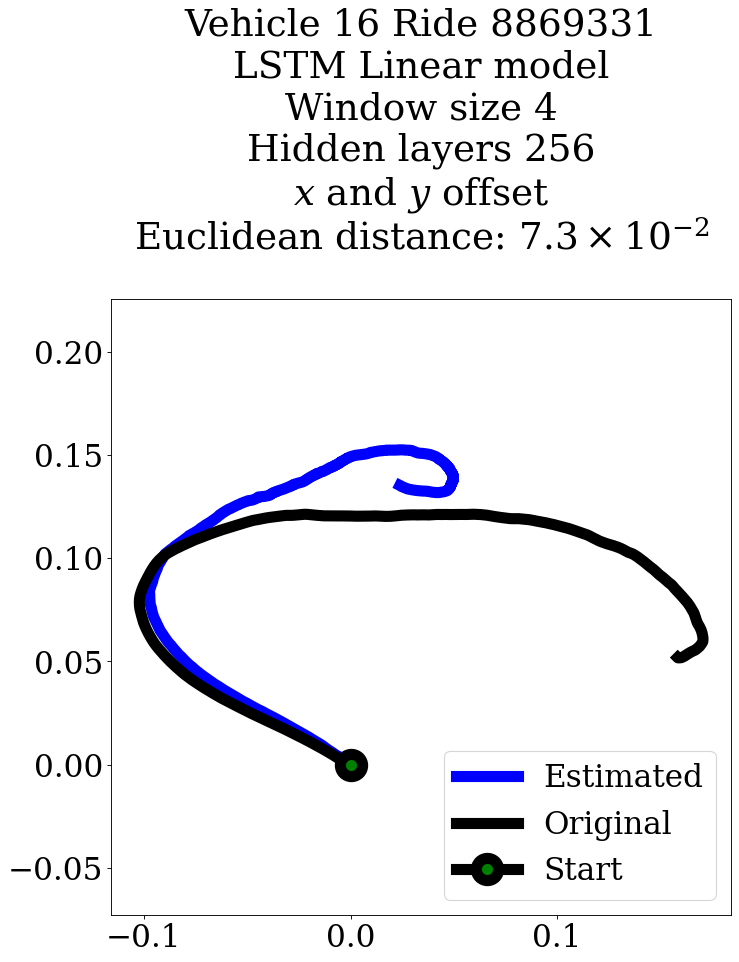 Vehicle 16 Ride 8869331
LSTM Linear model
Window size 4
Hidden layers 256
x and y offset
Euclidean distance: 7.3 × 10⁻²
0.20
0.15
0.10
0.05
0.00
−0.05
−0.1
0.0
0.1
Estimated
Original
Start